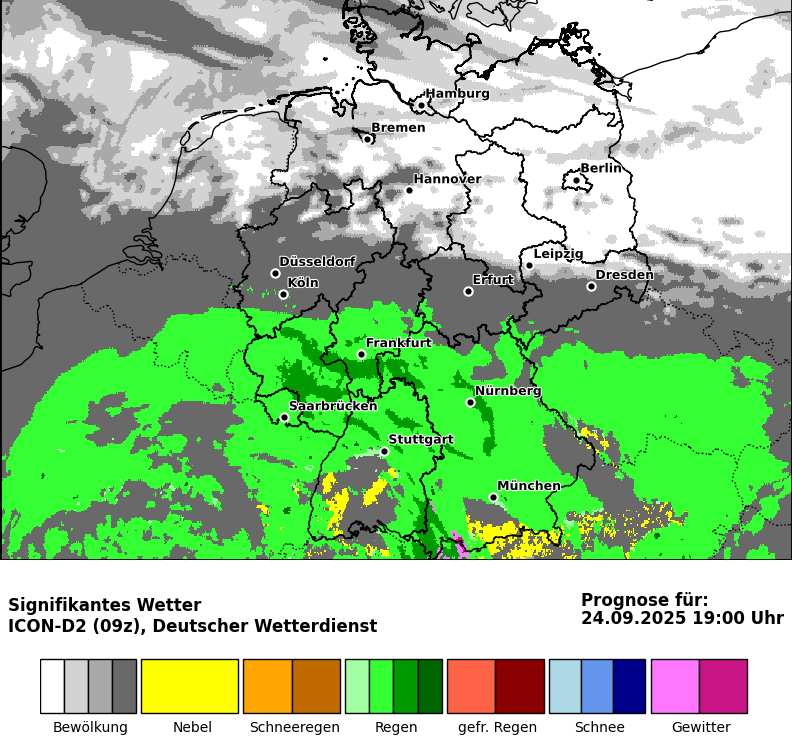 Hamburg
Bremen
Berlin
Hannover
Leipzig
Düsseldorf
Dresden
Erfurt
Köln
Frankfurt
Nürnberg
Saarbrücken
Stuttgart
München
Signifikantes Wetter
ICON-D2 (09z), Deutscher Wetterdienst
Prognose für:
24.09.2025 19:00 Uhr
Bewölkung Nebel Schneeregen Regen gefr. Regen Schnee Gewitter